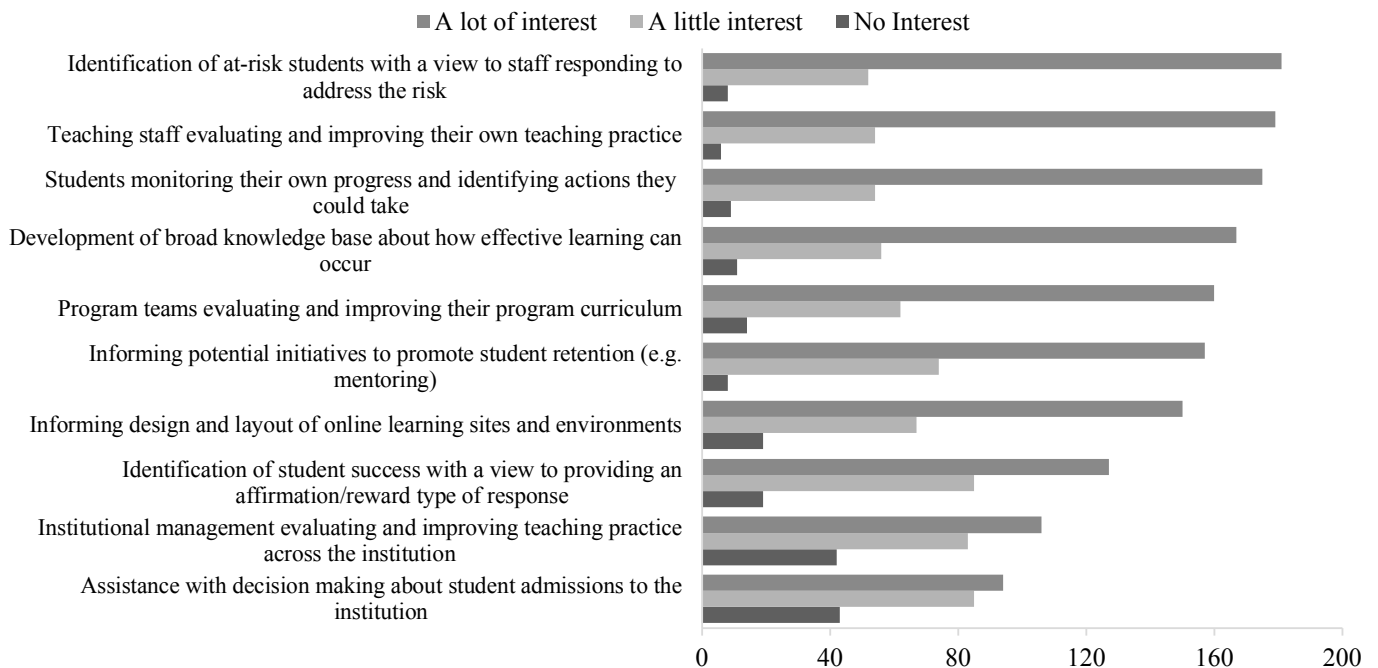 A lot of interest A little interest No Interest
Identification of at-risk students with a view to staff responding to
address the risk
Teaching staff evaluating and improving their own teaching practice
Students monitoring their own progress and identifying actions they
could take
Development of broad knowledge base about how effective learning can
occur
Program teams evaluating and improving their program curriculum
Informing potential initiatives to promote student retention (e.g.
mentoring)
Informing design and layout of online learning sites and environments
Identification of student success with a view to providing an
affirmation/reward type of response
Institutional management evaluating and improving teaching practice
across the institution
Assistance with decision making about student admissions to the
institution
0 40 80 120 160 200